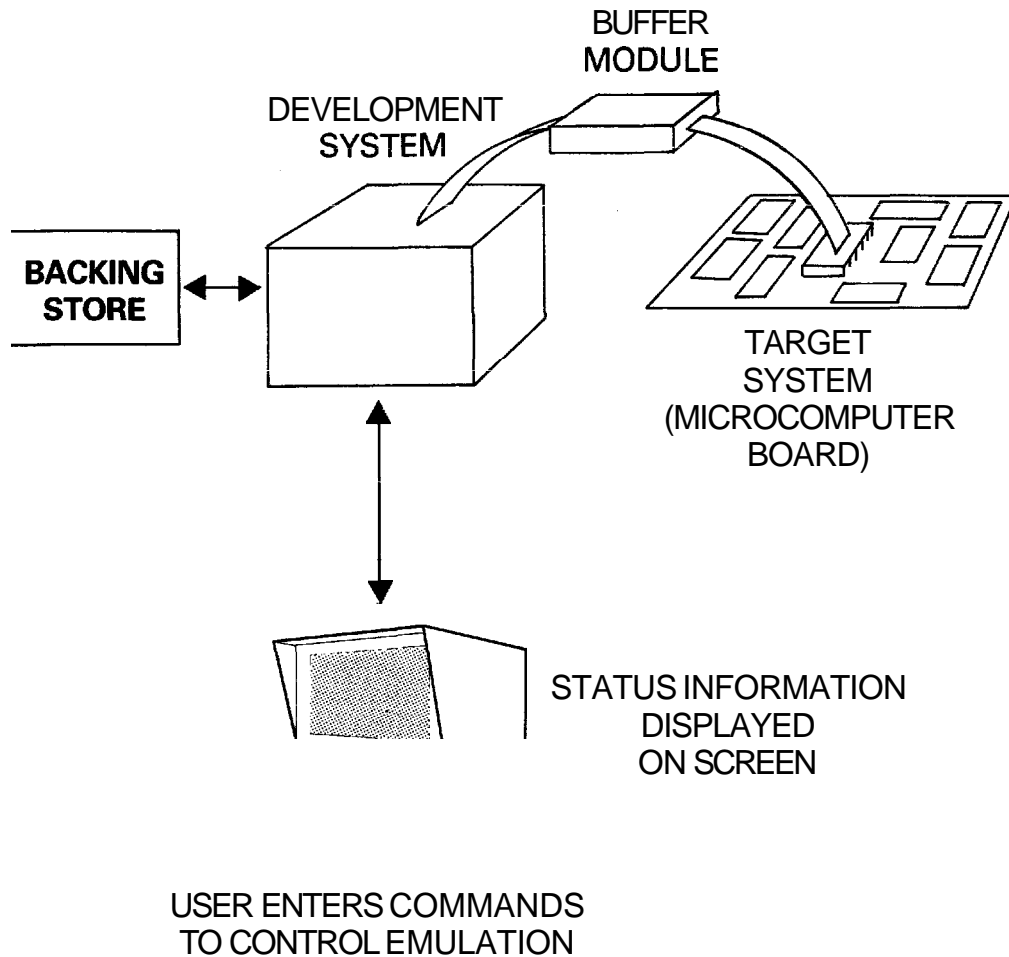 BUFFER
MODULE
DEVELOPMENT
SYSTEM
BACKING
STORE
TARGET
SYSTEM
(MICROCOMPUTER
BOARD)
STATUS INFORMATION
DISPLAYED
ON SCREEN
USER ENTERS COMMANDS
TO CONTROL EMULATION